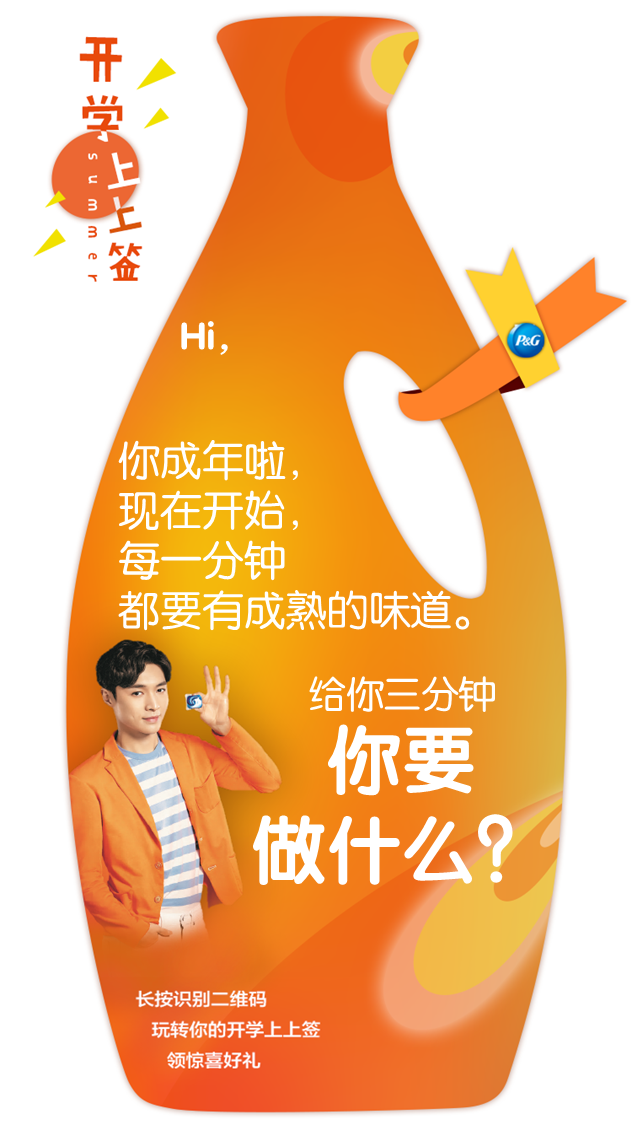 开学上上签
summer
P&G
Hi，
你成年啦，
现在开始，
每一分钟
都要有成熟的味道。
给你三分钟
你要
做什么？
长按识别二维码
玩转你的开学上上签
领惊喜好礼